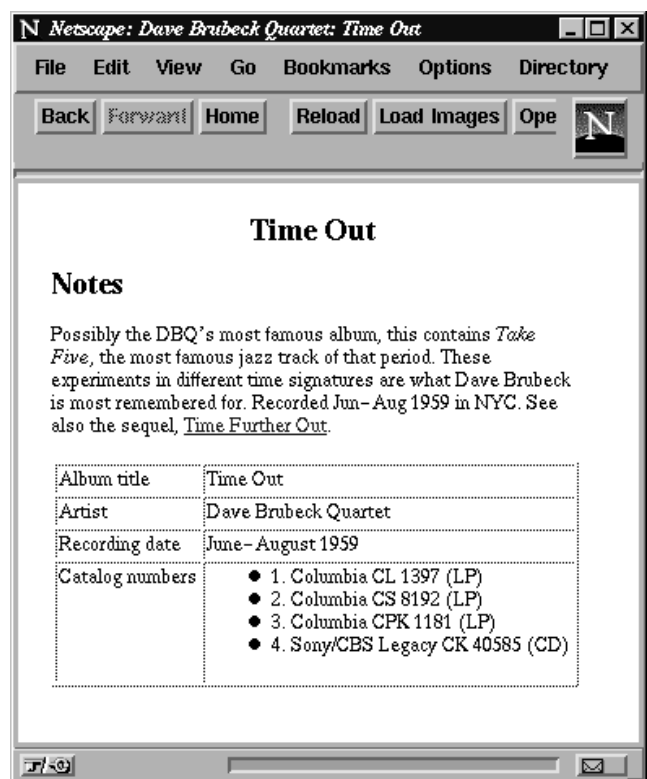 N Netscape: Dave Brubeck Quartet: Time Out
File Edit View Go Bookmarks Options Directory
Back Forward Home Reload Load Images Ope N
Time Out
Notes
Possibly the DBQ's most famous album, this contains Take
Five, the most famous jazz track of that period. These
experiments in different time signatures are what Dave Brubeck
is most remembered for. Recorded Jun-Aug 1959 in NYC. See
also the sequel, Time Further Out.
Album title Time Out
Artist Dave Brubeck Quartet
Recording date June-August 1959
Catalog numbers ● 1. Columbia CL 1397 (LP)
● 2. Columbia CS 8192 (LP)
● 3. Columbia CPK 1181 (LP)
● 4. Sony/CBS Legacy CK 40585 (CD)